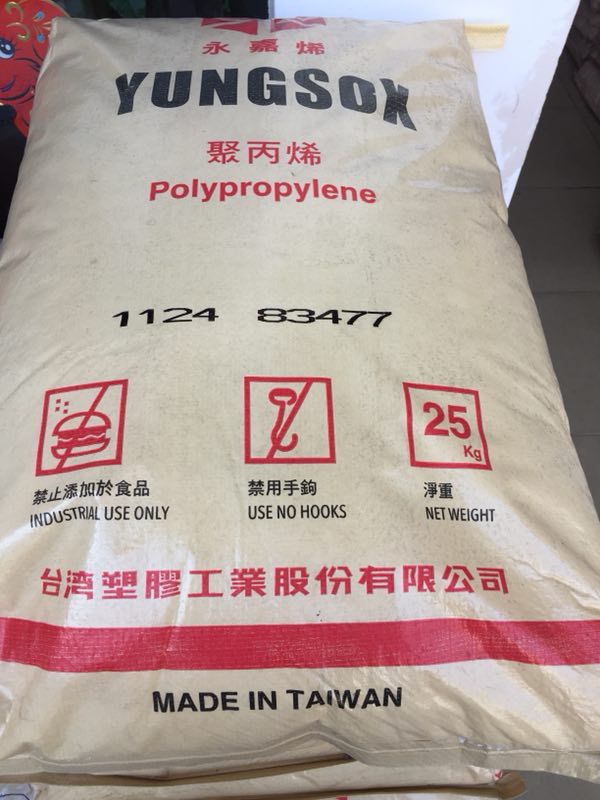 永嘉烯
YUNGSOX
聚丙烯
Polypropylene
1124 83477
25
Kg
禁止添加於食品
INDUSTRIAL USE ONLY
禁用手鉤
USE NO HOOKS
淨重
NET WEIGHT
台湾塑膠工業股份有限公司
MADE IN TAIWAN